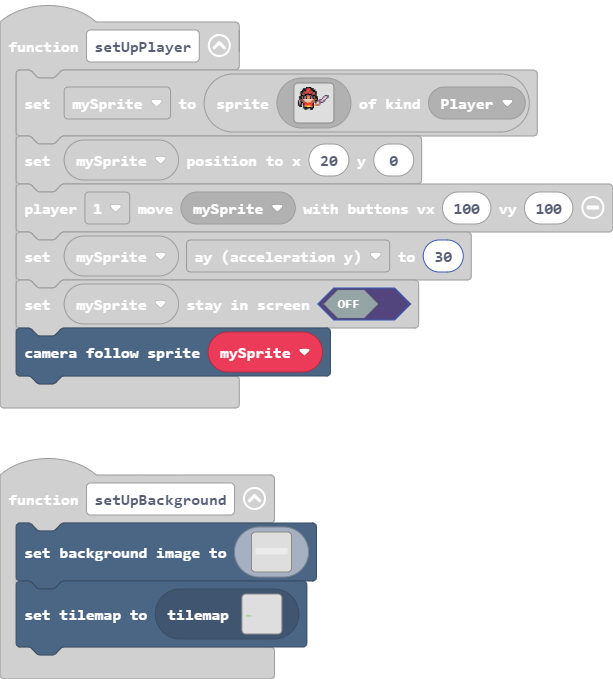 function setUpPlayer
set mySprite to sprite of kind Player
set mySprite position to x 20 y 0
player 1 move mySprite with buttons vx 100 vy 100
set mySprite ay (acceleration y) to 30
set mySprite stay in screen OFF
camera follow sprite mySprite
function setUpBackground
set background image to
set tilemap to tilemap